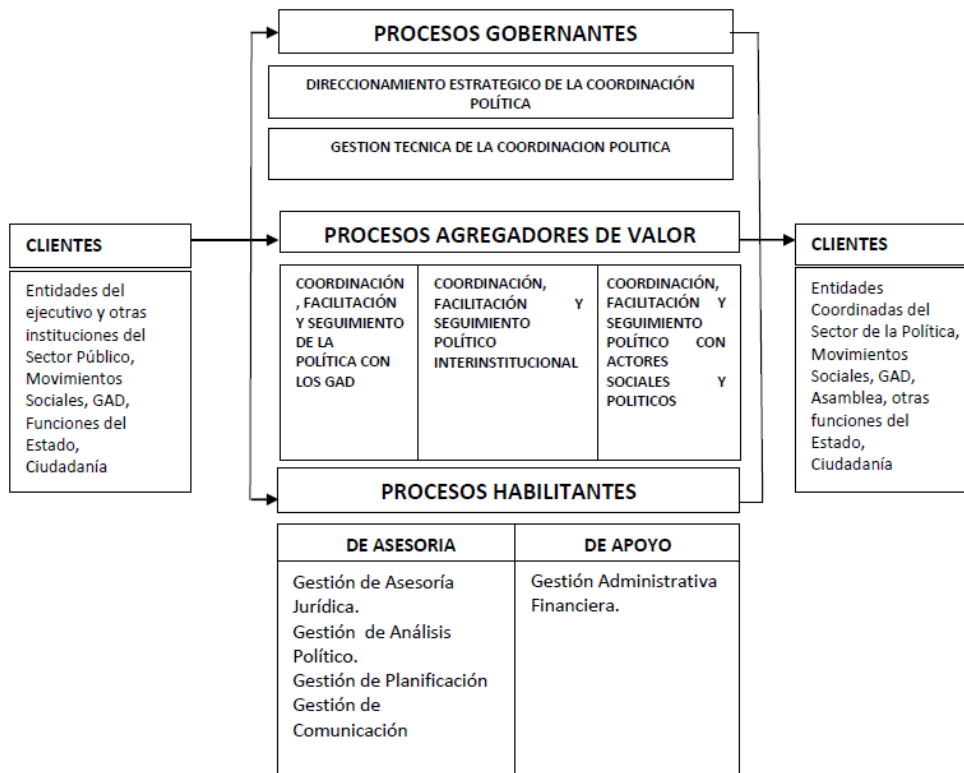 PROCESOS GOBERNANTES
DIRECCIONAMIENTO ESTRATEGICO DE LA COORDINACIÓN
POLÍTICA
GESTION TECNICA DE LA COORDINACION POLITICA
CLIENTES
Entidades del
ejecutivo y otras
instituciones del
Sector Público,
Movimientos
Sociales, GAD,
Funciones del
Estado,
Ciudadanía
PROCESOS AGREGADORES DE VALOR
COORDINACIÓN
, FACILITACIÓN
Y SEGUIMIENTO
DE LA
POLÍTICA CON
LOS GAD
COORDINACIÓN,
FACILITACIÓN Y
SEGUIMIENTO
POLÍTICO
INTERINSTITUCIONAL
COORDINACIÓN,
FACILITACIÓN Y
SEGUIMIENTO
POLÍTICO CON
ACTORES
SOCIALES Y
POLITICOS
CLIENTES
Entidades
Coordinadas del
Sector de la Política,
Movimientos
Sociales, GAD,
Asamblea, otras
funciones del
Estado,
Ciudadanía
PROCESOS HABILITANTES
DE ASESORIA
Gestión de Asesoría
Jurídica.
Gestión de Análisis
Político.
Gestión de Planificación
Gestión de
Comunicación
DE APOYO
Gestión Administrativa
Financiera.